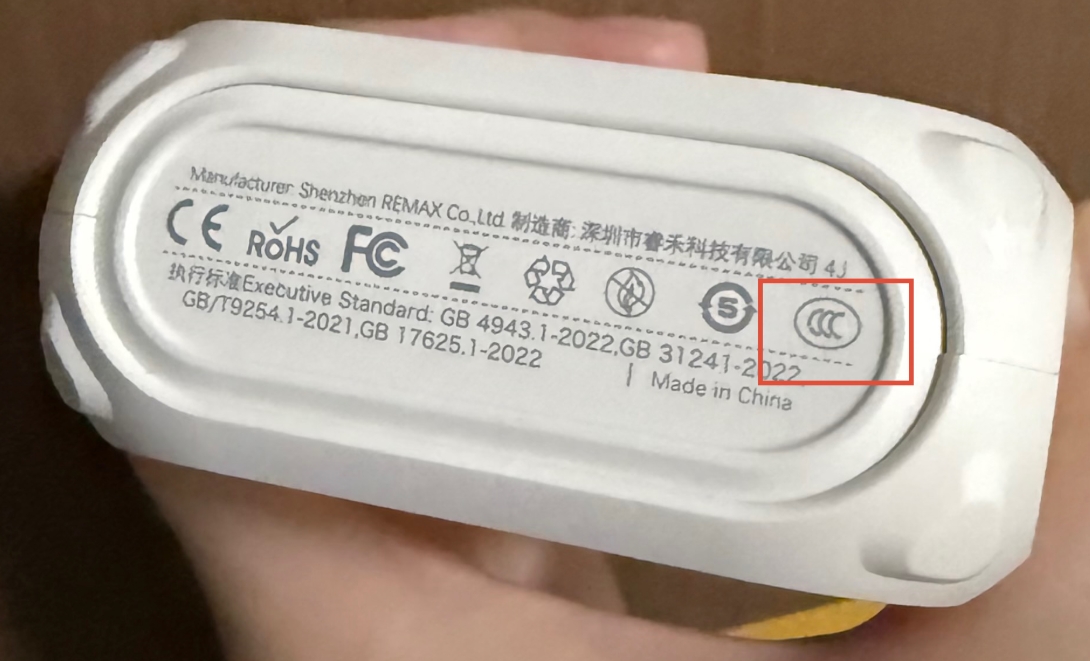 Manufacturer Shenzhen REMAX Co.,Ltd 制造商: 深圳市睿禾科技有限公司 4J
CE RoHS FC S CCC
执行标准Executive Standard: GB 4943.1-2022,GB 31241-2022,
GB/T9254.1-2021,GB 17625.1-2022 | Made in China